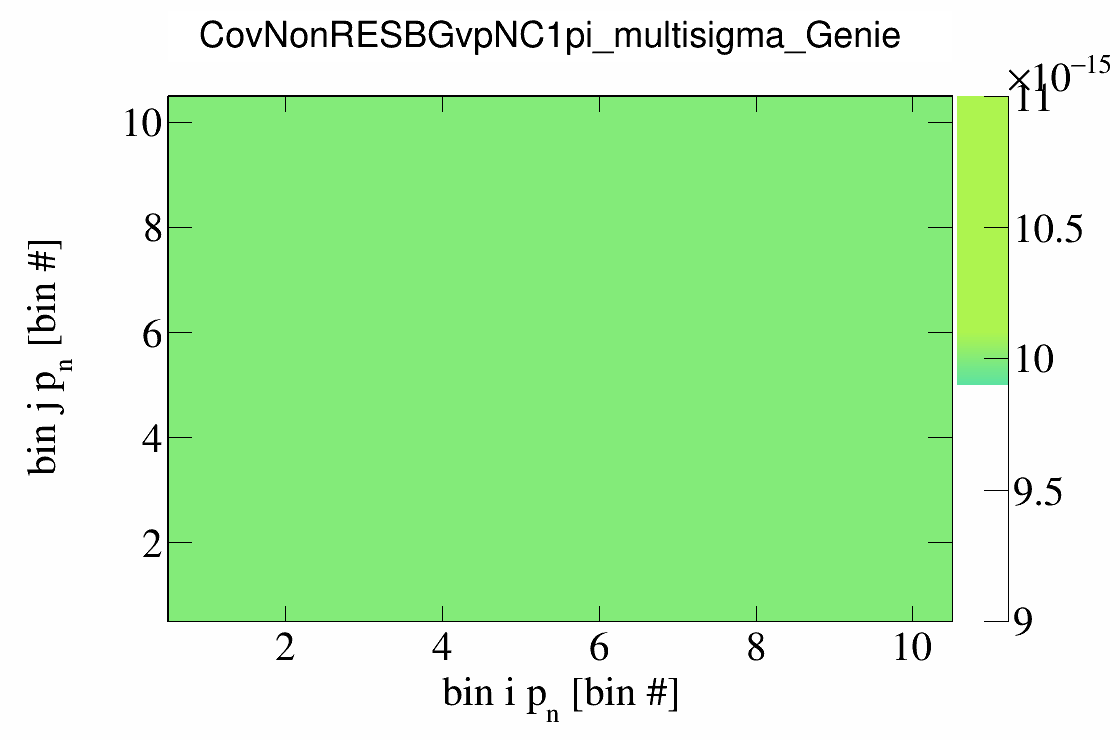 CovNonRESBGvpNC1pi_multisigma_Genie
×10⁻¹⁵
11
10.5
10
9.5
9
10
8
6
4
2
bin j pₙ [bin #]
2 4 6 8 10
bin i pₙ [bin #]